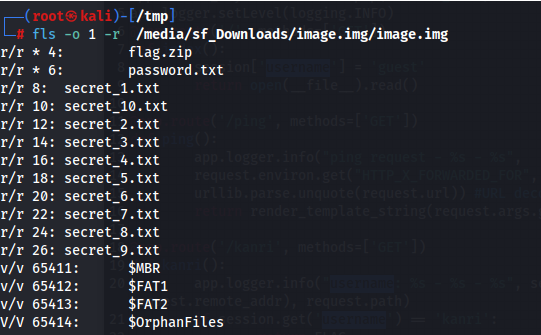 (root㉿kali)-[/tmp]
# fls -o 1 -r /media/sf_Downloads/image.img/image.img
r/r * 4: flag.zip
r/r * 6: password.txt
r/r 8: secret_1.txt
r/r 10: secret_10.txt
r/r 12: secret_2.txt
r/r 14: secret_3.txt
r/r 16: secret_4.txt
r/r 18: secret_5.txt
r/r 20: secret_6.txt
r/r 22: secret_7.txt
r/r 24: secret_8.txt
r/r 26: secret_9.txt
v/v 65411: $MBR
v/v 65412: $FAT1
v/v 65413: $FAT2
v/v 65414: $OrphanFiles